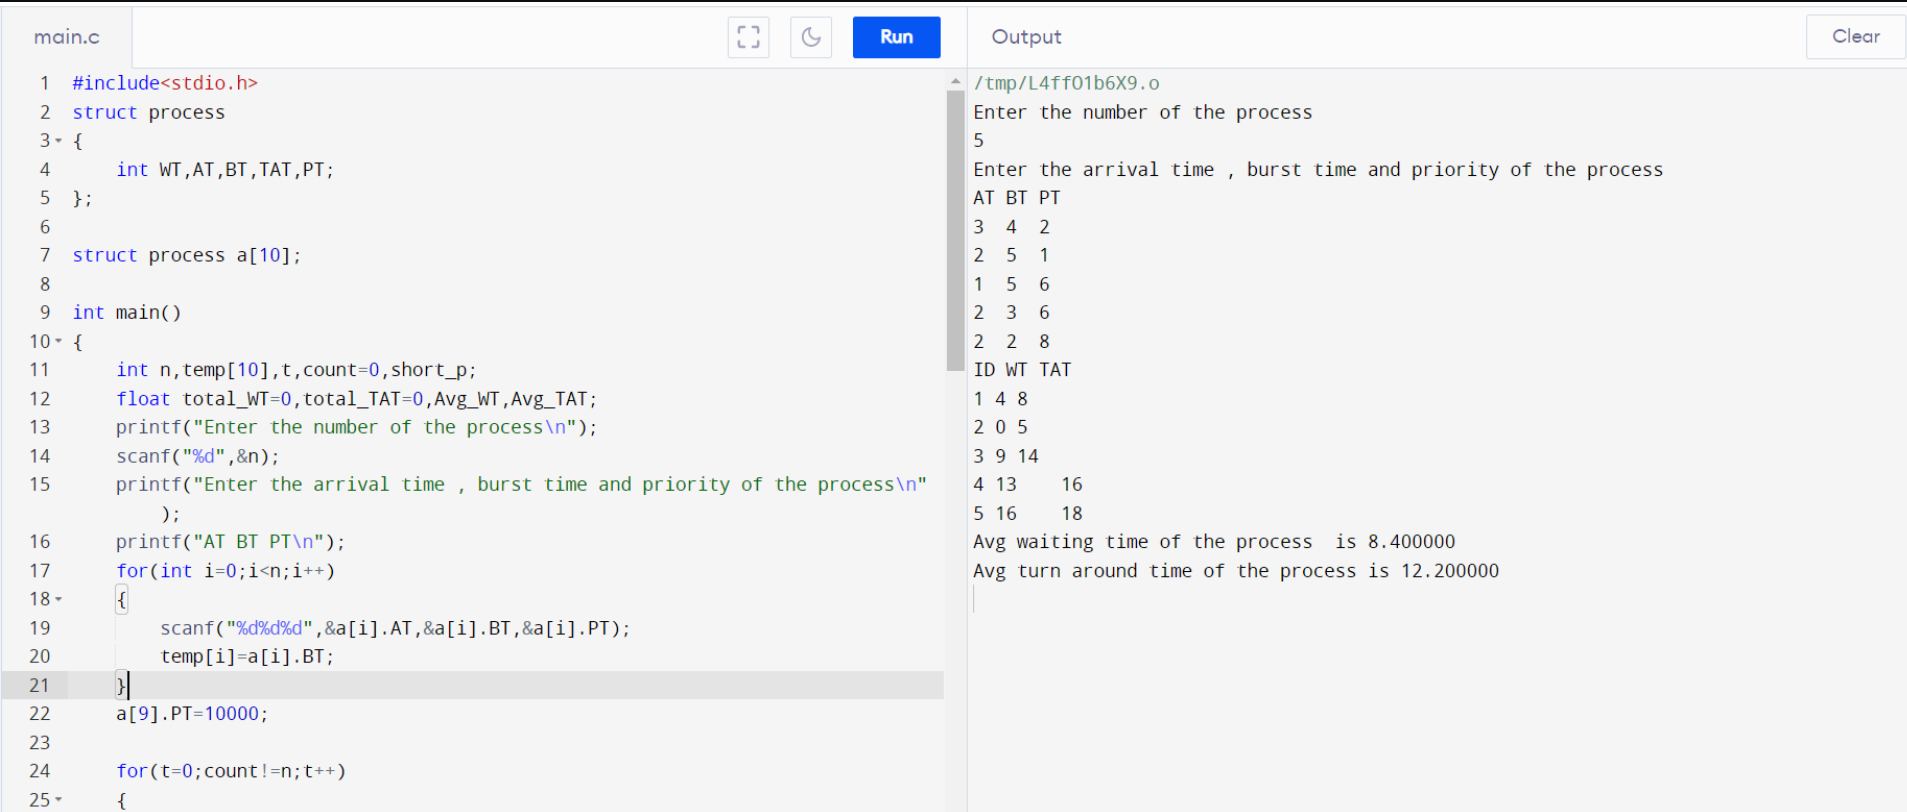 main.c
Run
1 #include<stdio.h>
2 struct process
3 {
4     int WT,AT,BT,TAT,PT;
5 };
6
7 struct process a[10];
8
9 int main()
10 {
11     int n,temp[10],t,count=0,short_p;
12     float total_WT=0,total_TAT=0,Avg_WT,Avg_TAT;
13     printf("Enter the number of the process\n");
14     scanf("%d",&n);
15     printf("Enter the arrival time , burst time and priority of the process\n"
        );
16     printf("AT BT PT\n");
17     for(int i=0;i<n;i++)
18     {
19         scanf("%d%d%d",&a[i].AT,&a[i].BT,&a[i].PT);
20         temp[i]=a[i].BT;
21     }
22     a[9].PT=10000;
23
24     for(t=0;count!=n;t++)
25     {
Output
Clear
/tmp/L4ffO1b6X9.o
Enter the number of the process
5
Enter the arrival time , burst time and priority of the process
AT BT PT
3  4  2
2  5  1
1  5  6
2  3  6
2  2  8
ID WT TAT
1 4 8
2 0 5
3 9 14
4 13    16
5 16    18
Avg waiting time of the process  is 8.400000
Avg turn around time of the process is 12.200000